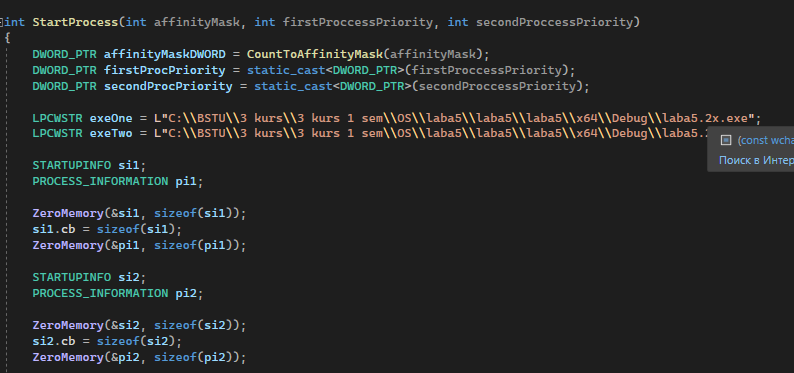 int StartProcess(int affinityMask, int firstProccessPriority, int secondProccessPriority)
{
DWORD_PTR affinityMaskDWORD = CountToAffinityMask(affinityMask);
DWORD_PTR firstProcPriority = static_cast<DWORD_PTR>(firstProccessPriority);
DWORD_PTR secondProcPriority = static_cast<DWORD_PTR>(secondProccessPriority);
LPCWSTR exeOne = L"C:\\BSTU\\3 kurs\\3 kurs 1 sem\\OS\\laba5\\laba5\\laba5\\x64\\Debug\\laba5.2x.exe";
LPCWSTR exeTwo = L"C:\\BSTU\\3 kurs\\3 kurs 1 sem\\OS\\laba5\\laba5\\laba5\\x64\\Debug\\laba5.2
(const wcha
Поиск в Интер
STARTUPINFO si1;
PROCESS_INFORMATION pi1;
ZeroMemory(&si1, sizeof(si1));
si1.cb = sizeof(si1);
ZeroMemory(&pi1, sizeof(pi1));
STARTUPINFO si2;
PROCESS_INFORMATION pi2;
ZeroMemory(&si2, sizeof(si2));
si2.cb = sizeof(si2);
ZeroMemory(&pi2, sizeof(pi2));